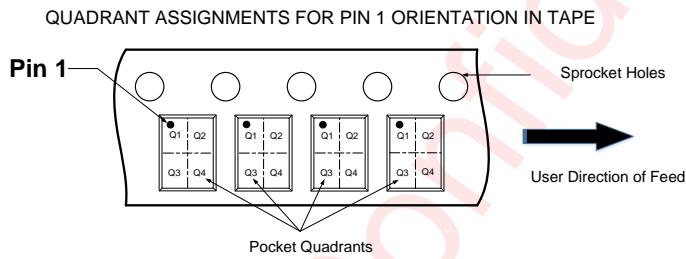 QUADRANT ASSIGNMENTS FOR PIN 1 ORIENTATION IN TAPE
Pin 1
Sprocket Holes
Q1 Q2 Q1 Q2 Q1 Q2 Q1 Q2
Q3 Q4 Q3 Q4 Q3 Q4 Q3 Q4
User Direction of Feed
Pocket Quadrants
Confid